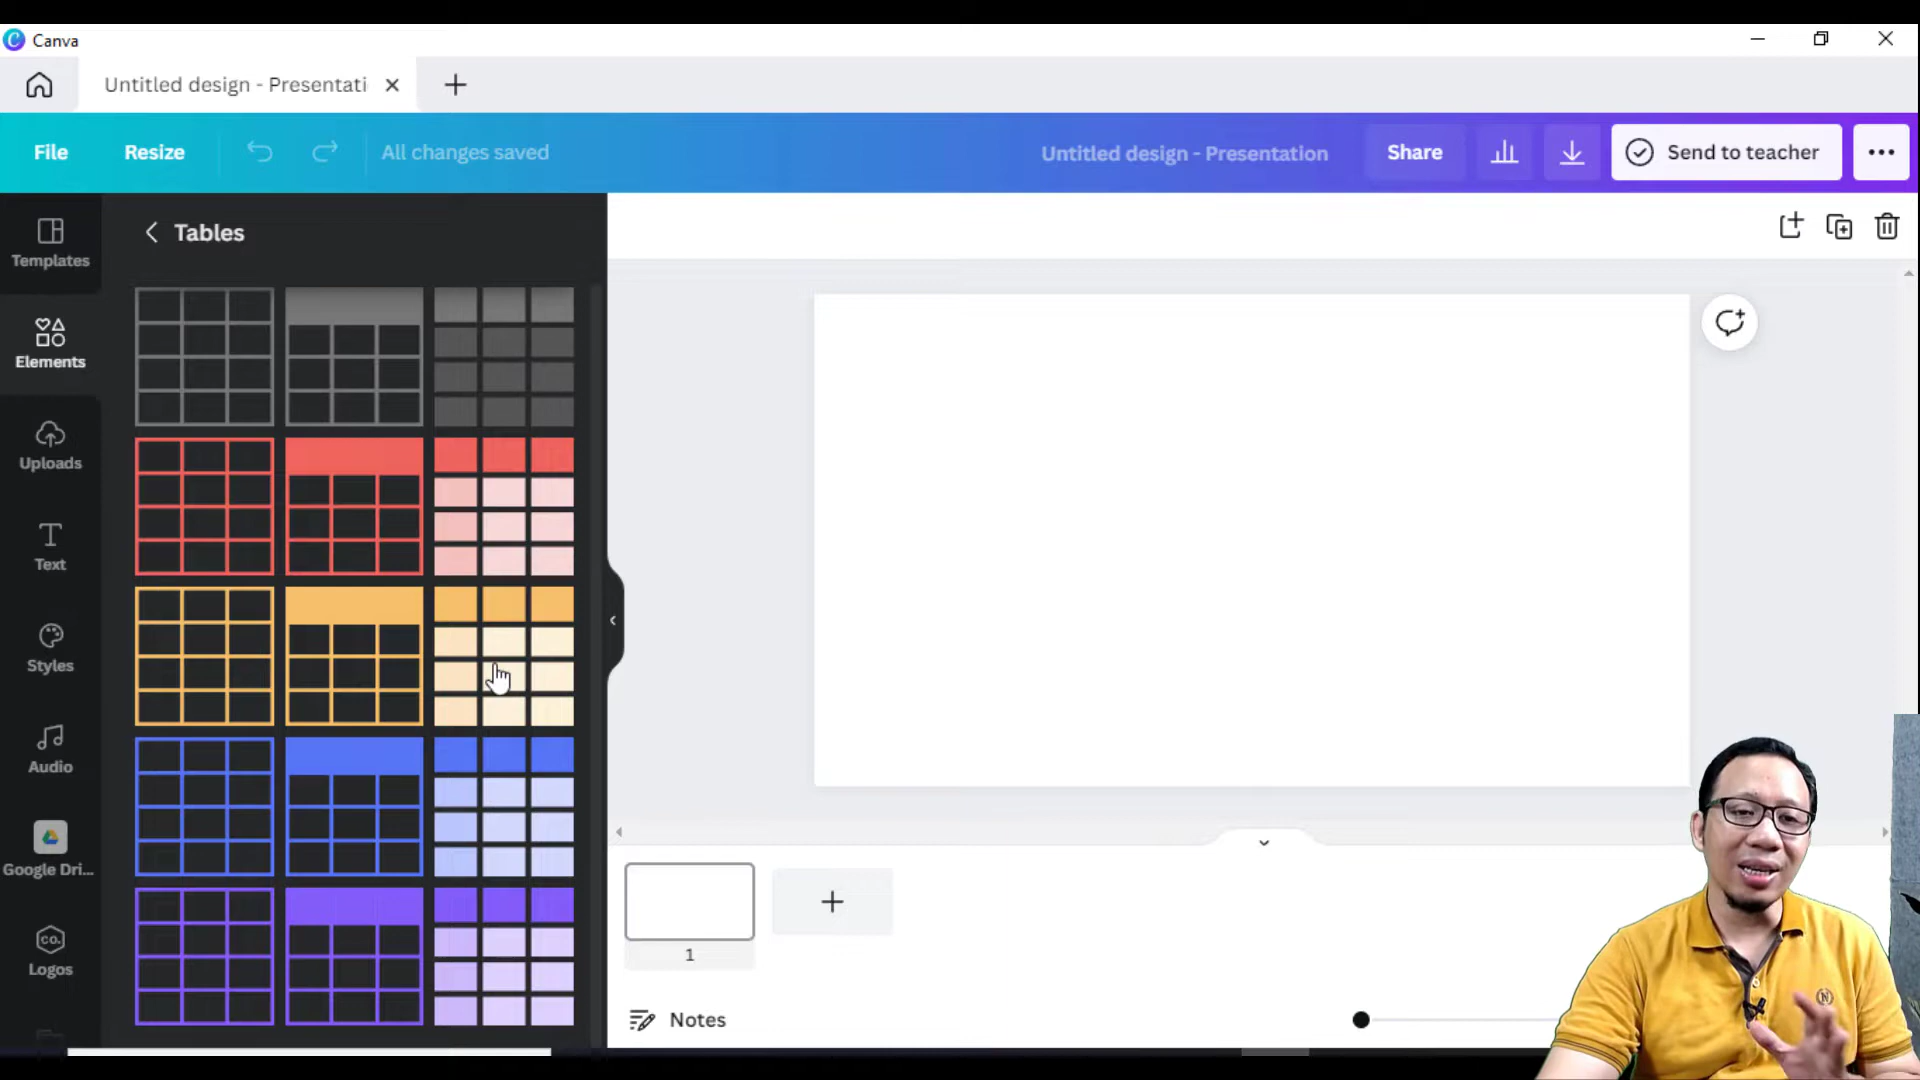 Canva
Untitled design - Presentati
File
Resize
All changes saved
Untitled design - Presentation
Share
Send to teacher
Templates
Elements
Uploads
Text
Styles
Audio
Google Dri...
CO.
Logos
Tables
1
Notes
N